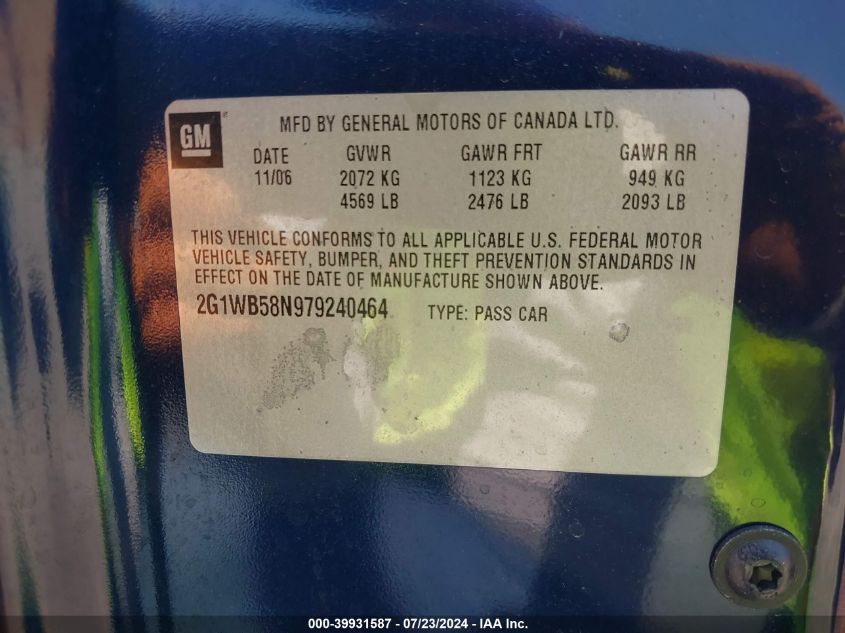 GM
MFD BY GENERAL MOTORS OF CANADA LTD.
DATE GVWR GAWR FRT GAWR RR
11/06 2072 KG 1123 KG 949 KG
4569 LB 2476 LB 2093 LB
THIS VEHICLE CONFORMS TO ALL APPLICABLE U.S. FEDERAL MOTOR
VEHICLE SAFETY, BUMPER, AND THEFT PREVENTION STANDARDS IN
EFFECT ON THE DATE OF MANUFACTURE SHOWN ABOVE.
2G1WB58N979240464 TYPE: PASS CAR
000-39931587 - 07/23/2024 - IAA Inc.